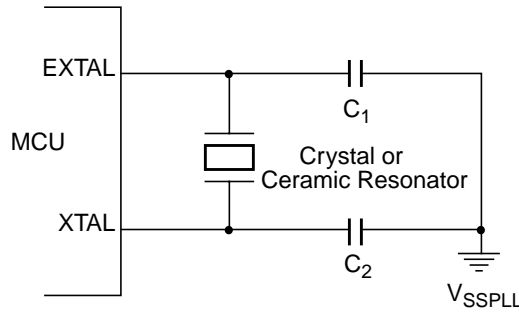 EXTAL
C1
MCU
Crystal or
Ceramic Resonator
XTAL
C2
VSSPLL